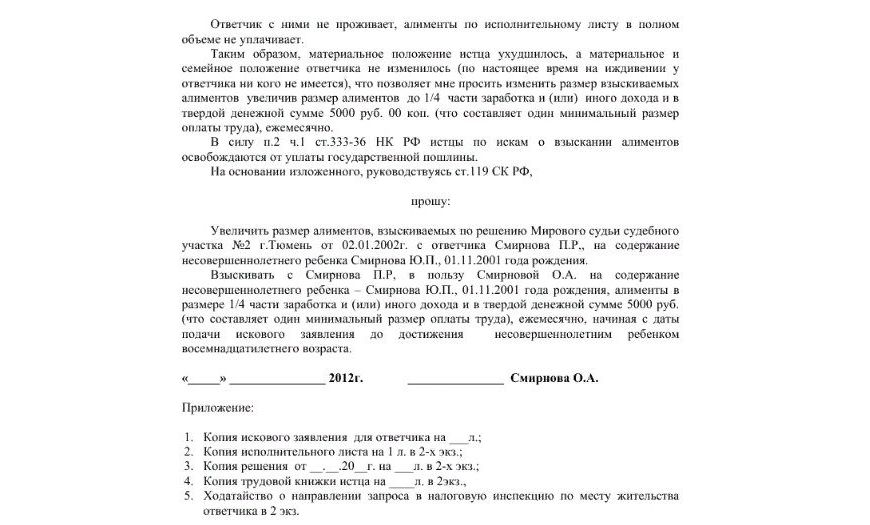 Ответчик с ними не проживает, алименты по исполнительному листу в полном
объеме не уплачивает.
Таким образом, материальное положение истца ухудшилось, а материальное и
семейное положение ответчика не изменилось (по настоящее время на иждивении у
ответчика ни кого не имеется), что позволяет мне просить изменить размер взыскиваемых
алиментов увеличив размер алиментов до 1/4 части заработка и (или) иного дохода и в
твердой денежной сумме 5000 руб. 00 коп. (что составляет один минимальный размер
оплаты труда), ежемесячно.
В силу п.2 ч.1 ст.333-36 НК РФ истцы по искам о взыскании алиментов
освобождаются от уплаты государственной пошлины.
На основании изложенного, руководствуясь ст.119 СК РФ,
прошу:
Увеличить размер алиментов, взыскиваемых по решению Мирового судьи судебного
участка №2 г.Тюмень от 02.01.2002г. с ответчика Смирнова П.Р,, на содержание
несовершеннолетнего ребенка Смирнова Ю.П., 01.11.2001 года рождения.
Взыскивать с Смирнова П.Р, в пользу Смирновой О.А. на содержание
несовершеннолетнего ребенка – Смирнова Ю.П., 01.11.2001 года рождения, алименты в
размере 1/4 части заработка и (или) иного дохода и в твердой денежной сумме 5000 руб.
(что составляет один минимальный размер оплаты труда), ежемесячно, начиная с даты
подачи искового заявления до достижения несовершеннолетним ребенком
восемнадцатилетнего возраста.
«_____» ________________ 2012г. ________________ Смирнова О.А.
Приложение:
1. Копия искового заявления для ответчика на ___л.;
2. Копия исполнительного листа на 1 л. в 2-х экз.;
3. Копия решения от __.__.20__г. на ___л. в 2-х экз.;
4. Копия трудовой книжки истца на ____л. в 2экз.,
5. Ходатайство о направлении запроса в налоговую инспекцию по месту жительства
ответчика в 2 экз.